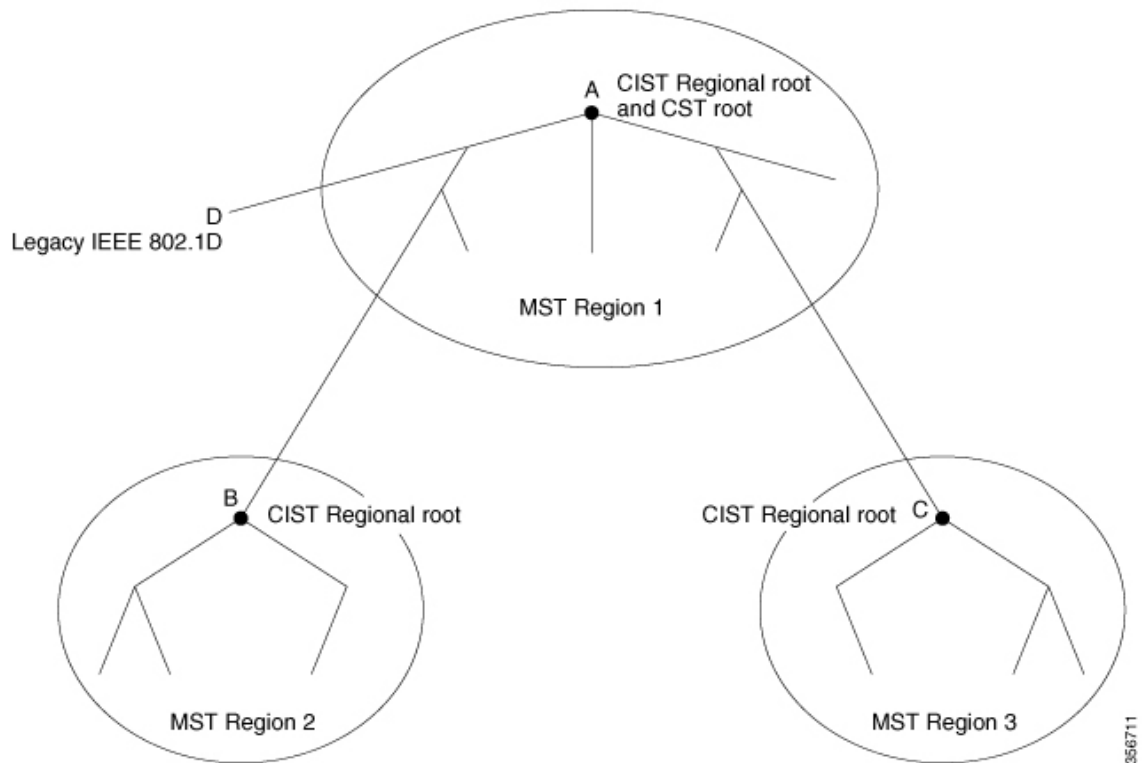 A
CIST Regional root
and CST root
D
Legacy IEEE 802.1D
MST Region 1
B
CIST Regional root
CIST Regional root
C
MST Region 2
MST Region 3
356711